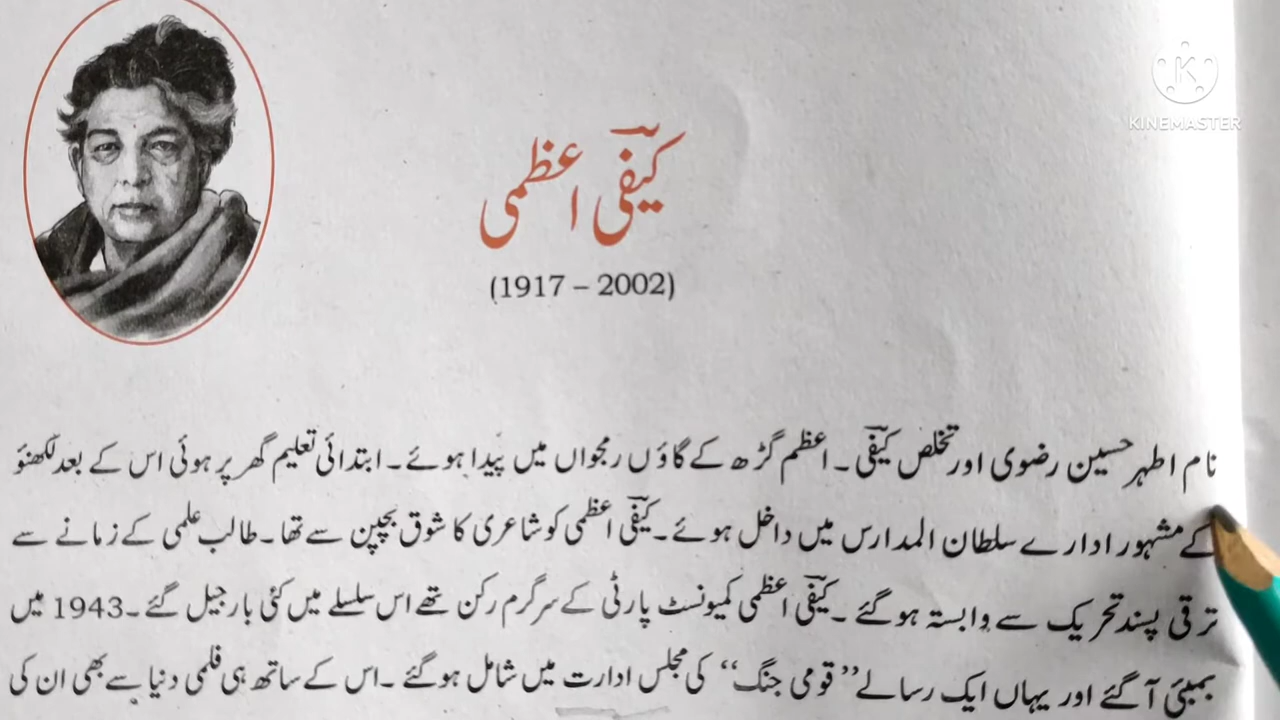 KINEMASTER
کیفی اعظمی
(1917 – 2002)
نام اطہر حسین رضوی اور تخلص کیفی۔ اعظم گڑھ کے گاؤں مجواں میں پیدا ہوئے۔ ابتدائی تعلیم گھر پر ہوئی اس کے بعد لکھنؤ
کے مشہور ادارے سلطان المدارس میں داخل ہوئے۔ کیفی اعظمی کو شاعری کا شوق بچپن سے تھا۔ طالب علمی کے زمانے سے
ترقی پسند تحریک سے وابستہ ہوگئے۔ کیفی اعظمی کمیونسٹ پارٹی کے سرگرم رکن تھے اس سلسلے میں کئی بار جیل گئے۔ 1943 میں
بمبئی آگئے اور یہاں ایک رسالے ’’قومی جنگ‘‘ کی مجلس ادارت میں شامل ہوگئے۔ اس کے ساتھ ہی فلمی دنیا سے بھی ان کی